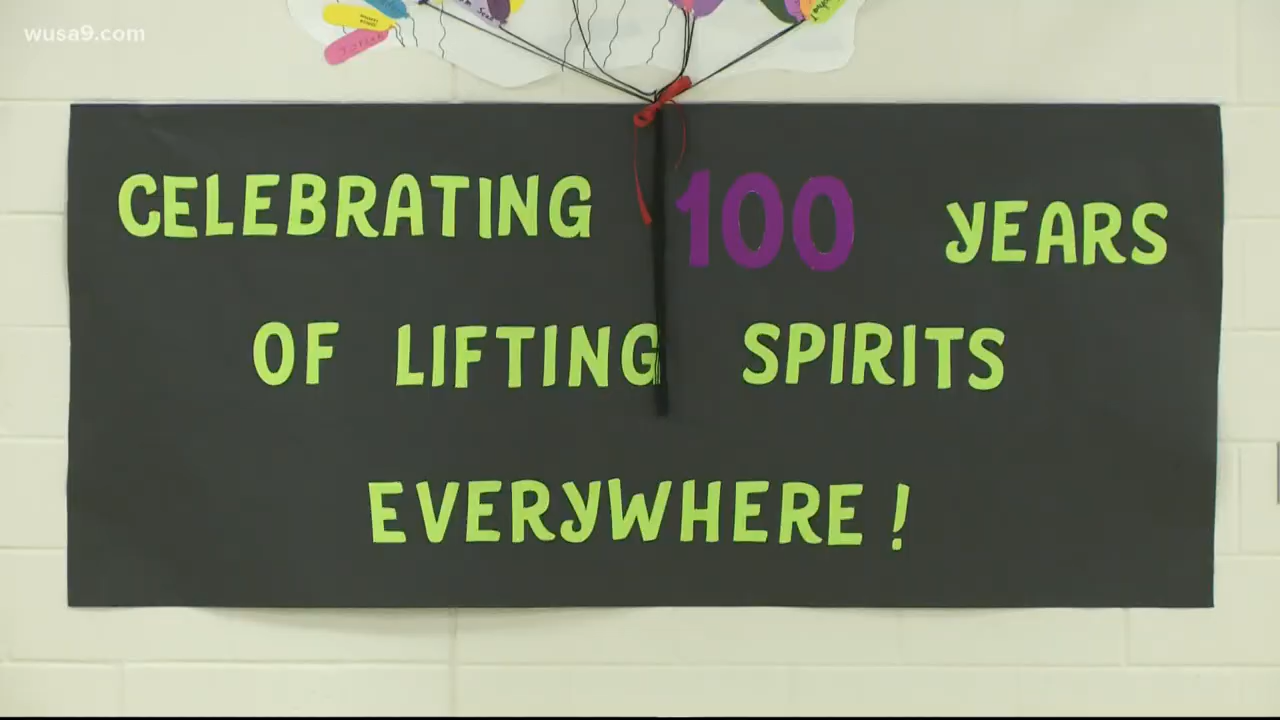 wusa9.com
CELEBRATING 100 YEARS
OF LIFTING SPIRITS
EVERYWHERE!